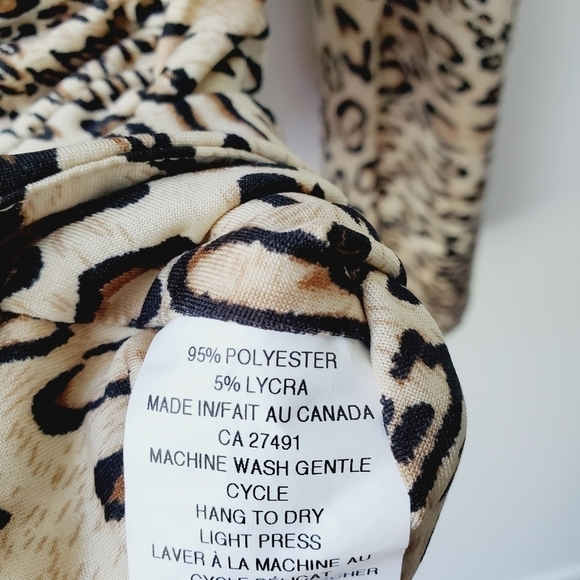 95% POLYESTER
5% LYCRA
MADE IN/FAIT AU CANADA
CA 27491
MACHINE WASH GENTLE
CYCLE
HANG TO DRY
LIGHT PRESS
LAVER À LA MACHINE AU
CYCLE